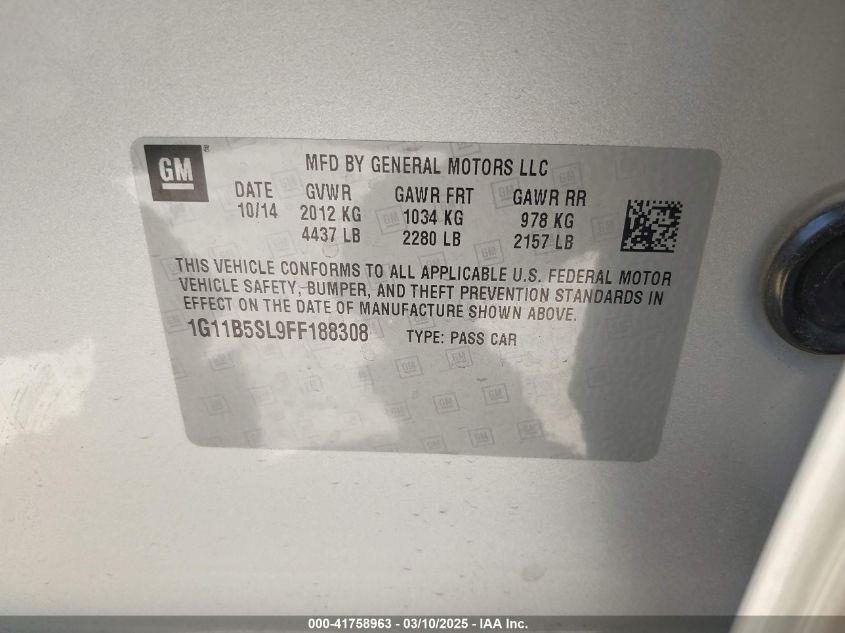 GM
MFD BY GENERAL MOTORS LLC
DATE GVWR GAWR FRT GAWR RR
10/14 2012 KG 1034 KG 978 KG
4437 LB 2280 LB 2157 LB
THIS VEHICLE CONFORMS TO ALL APPLICABLE U.S. FEDERAL MOTOR
VEHICLE SAFETY, BUMPER, AND THEFT PREVENTION STANDARDS IN
EFFECT ON THE DATE OF MANUFACTURE SHOWN ABOVE.
1G11B5SL9FF188308 TYPE: PASS CAR
000-41758963 — 03/10/2025 — IAA Inc.